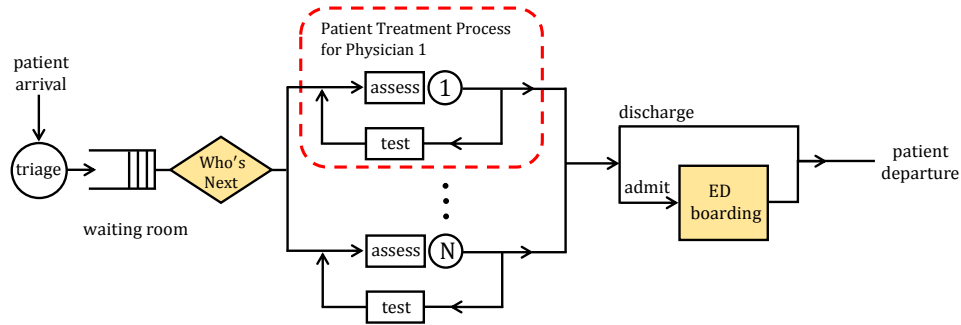 patient
arrival
triage
waiting room
Who's
Next
Patient Treatment Process
for Physician 1
assess
1
test
assess
N
test
discharge
admit
ED
boarding
patient
departure